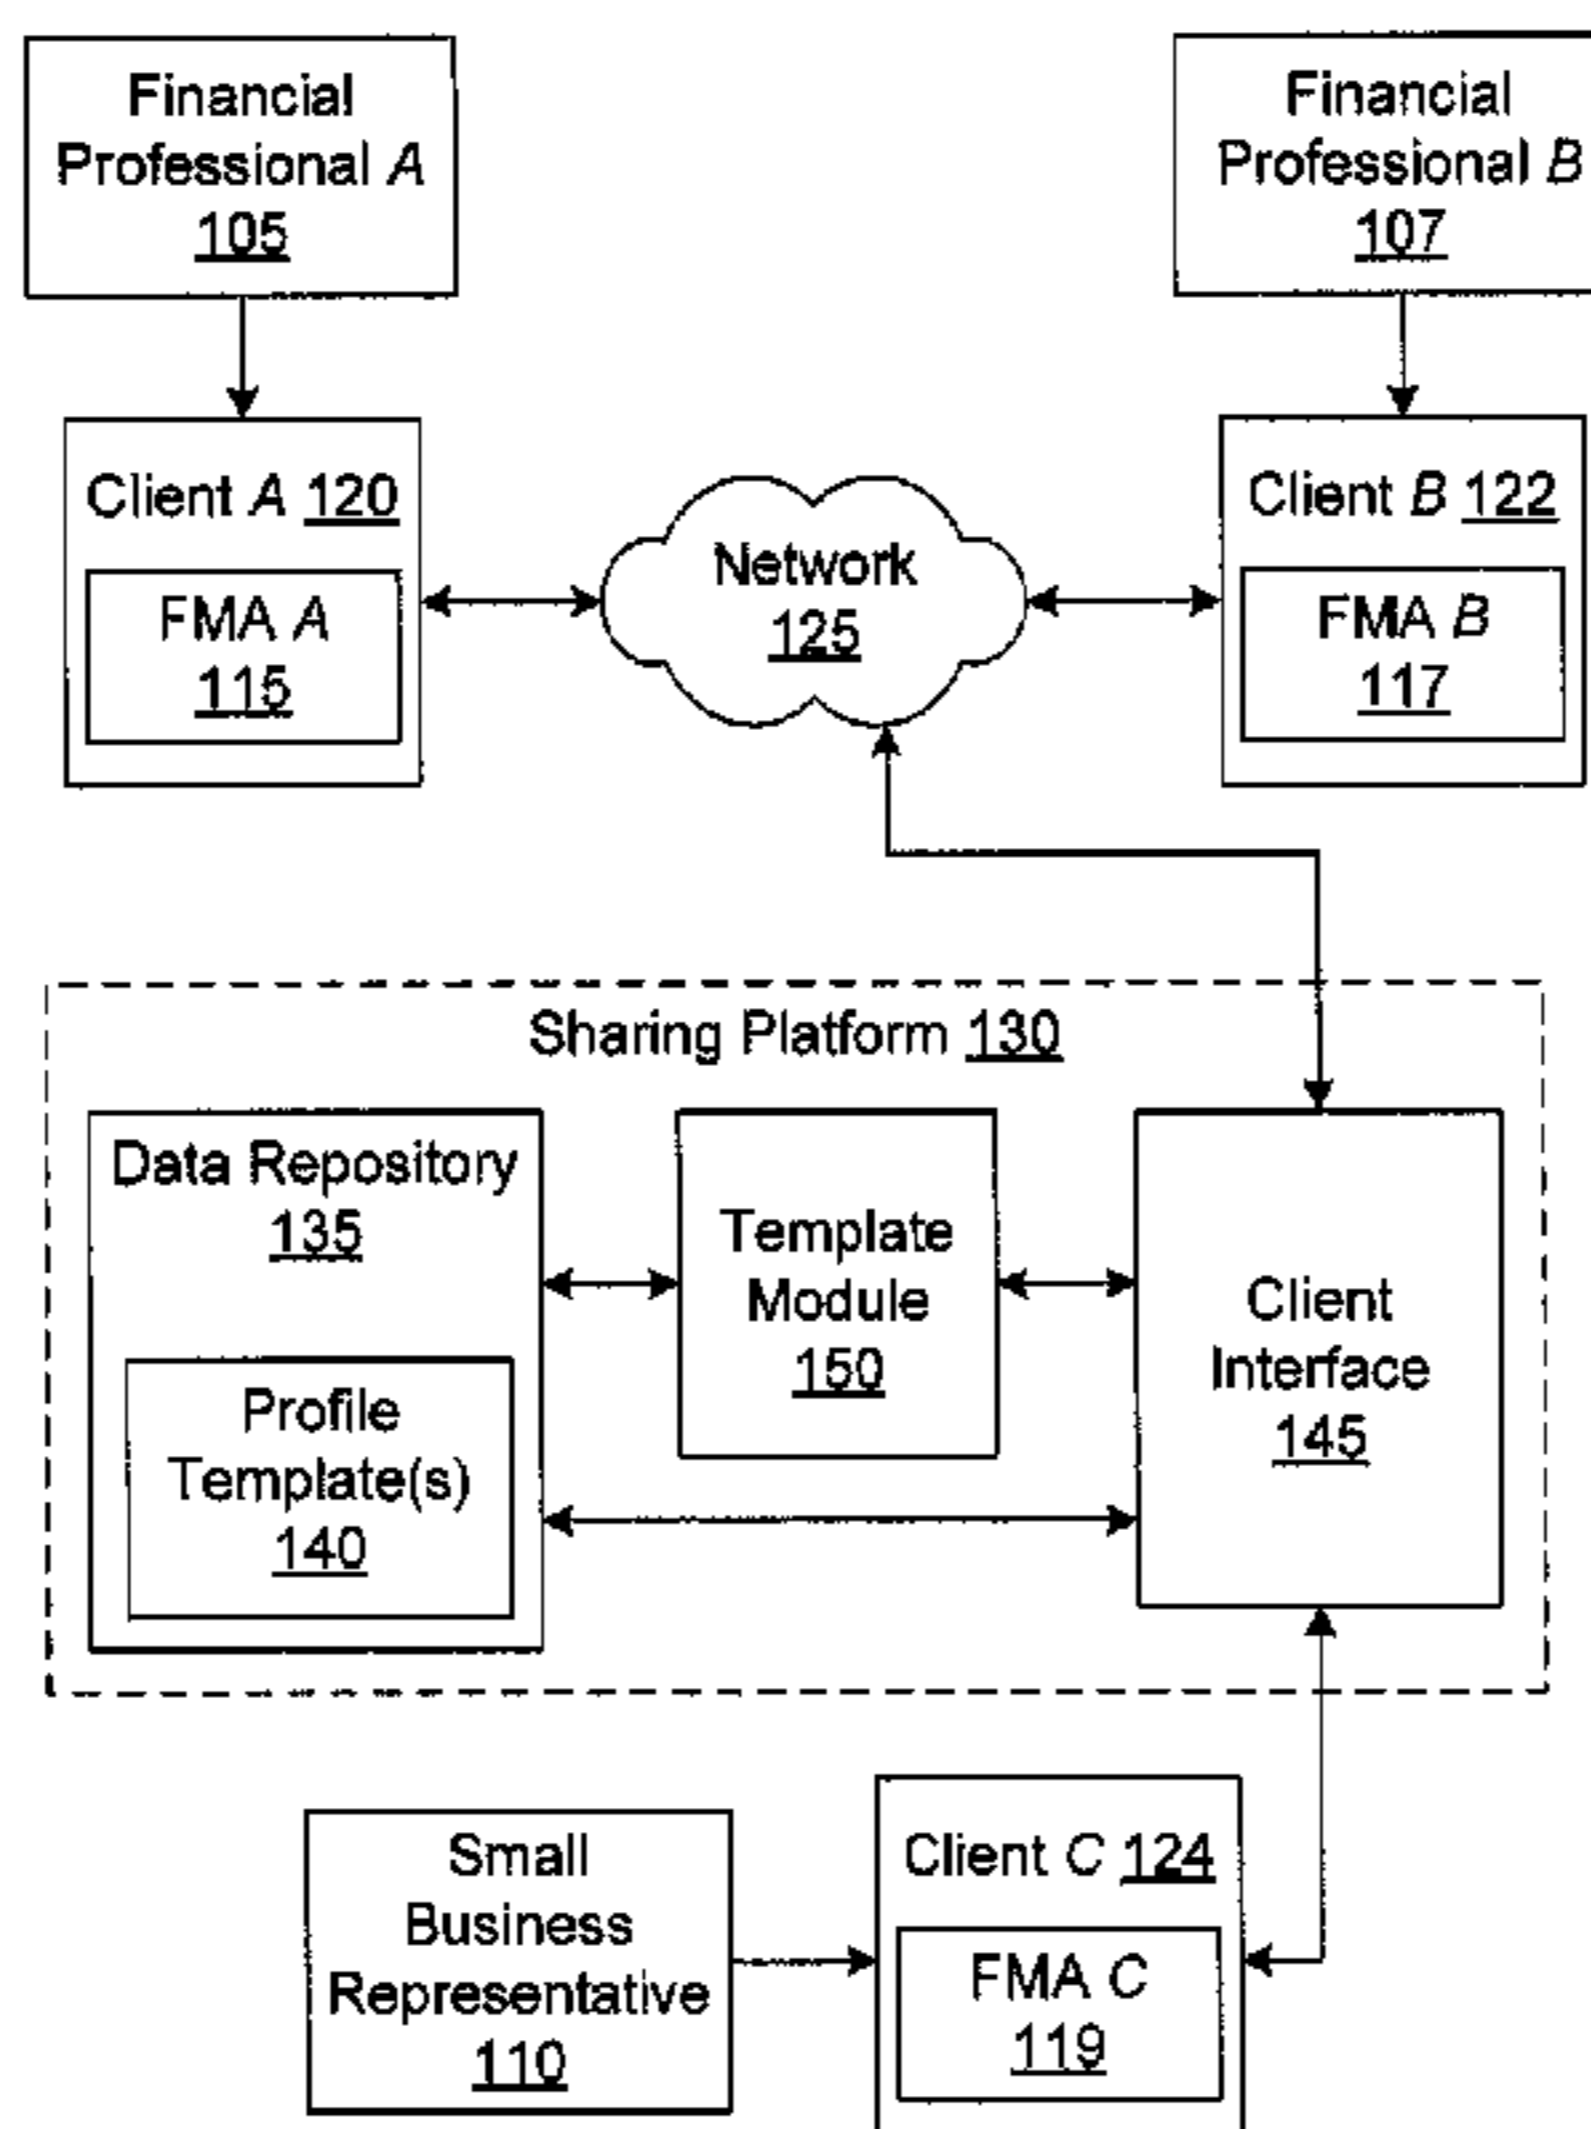 Financial
Professional A
105
Financial
Professional B
107
Client A 120
FMA A
115
Network
125
Client B 122
FMA B
117
Sharing Platform 130
Data Repository
135
Profile
Template(s)
140
Template
Module
150
Client
Interface
145
Small
Business
Representative
110
Client C 124
FMA C
119